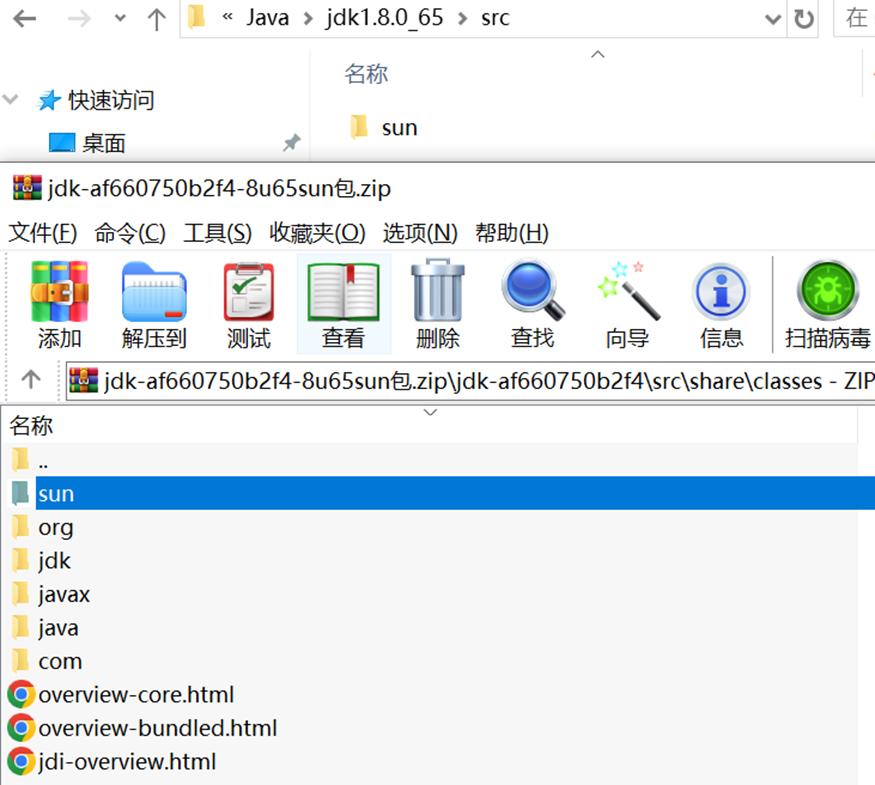 « Java > jdk1.8.0_65 > src 在
名称
快速访问
sun
桌面
jdk-af660750b2f4-8u65sun包.zip
文件(F) 命令(C) 工具(S) 收藏夹(O) 选项(N) 帮助(H)
添加 解压到 测试 查看 删除 查找 向导 信息 扫描病毒
jdk-af660750b2f4-8u65sun包.zip\jdk-af660750b2f4\src\share\classes - ZIP
名称
..
sun
org
jdk
javax
java
com
overview-core.html
overview-bundled.html
jdi-overview.html